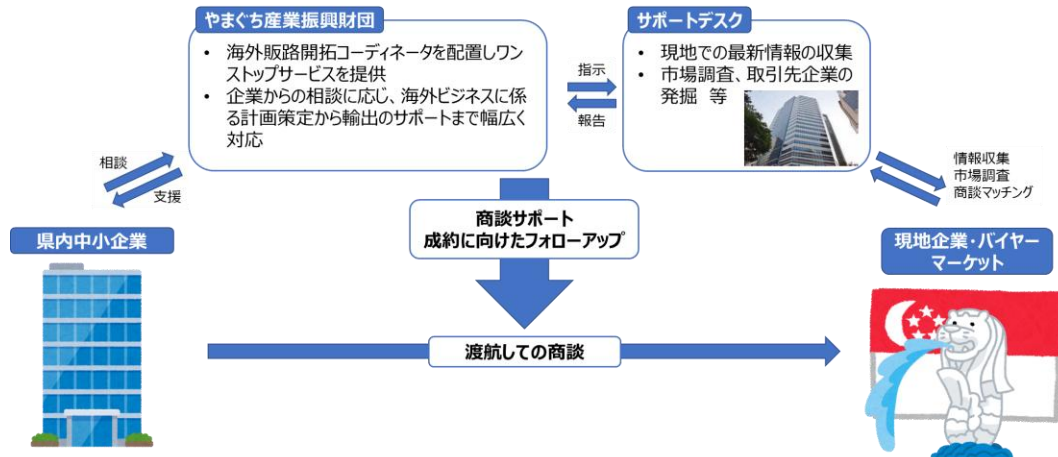 やまぐち産業振興財団
• 海外販路開拓コーディネータを配置しワン
ストップサービスを提供
• 企業からの相談に応じ、海外ビジネスに係
る計画策定から輸出のサポートまで幅広く
対応
指示
報告
サポートデスク
• 現地での最新情報の収集
• 市場調査、取引先企業の
発掘 等
相談
支援
情報収集
市場調査
商談マッチング
商談サポート
成約に向けたフォローアップ
県内中小企業
現地企業・バイヤー
マーケット
渡航しての商談